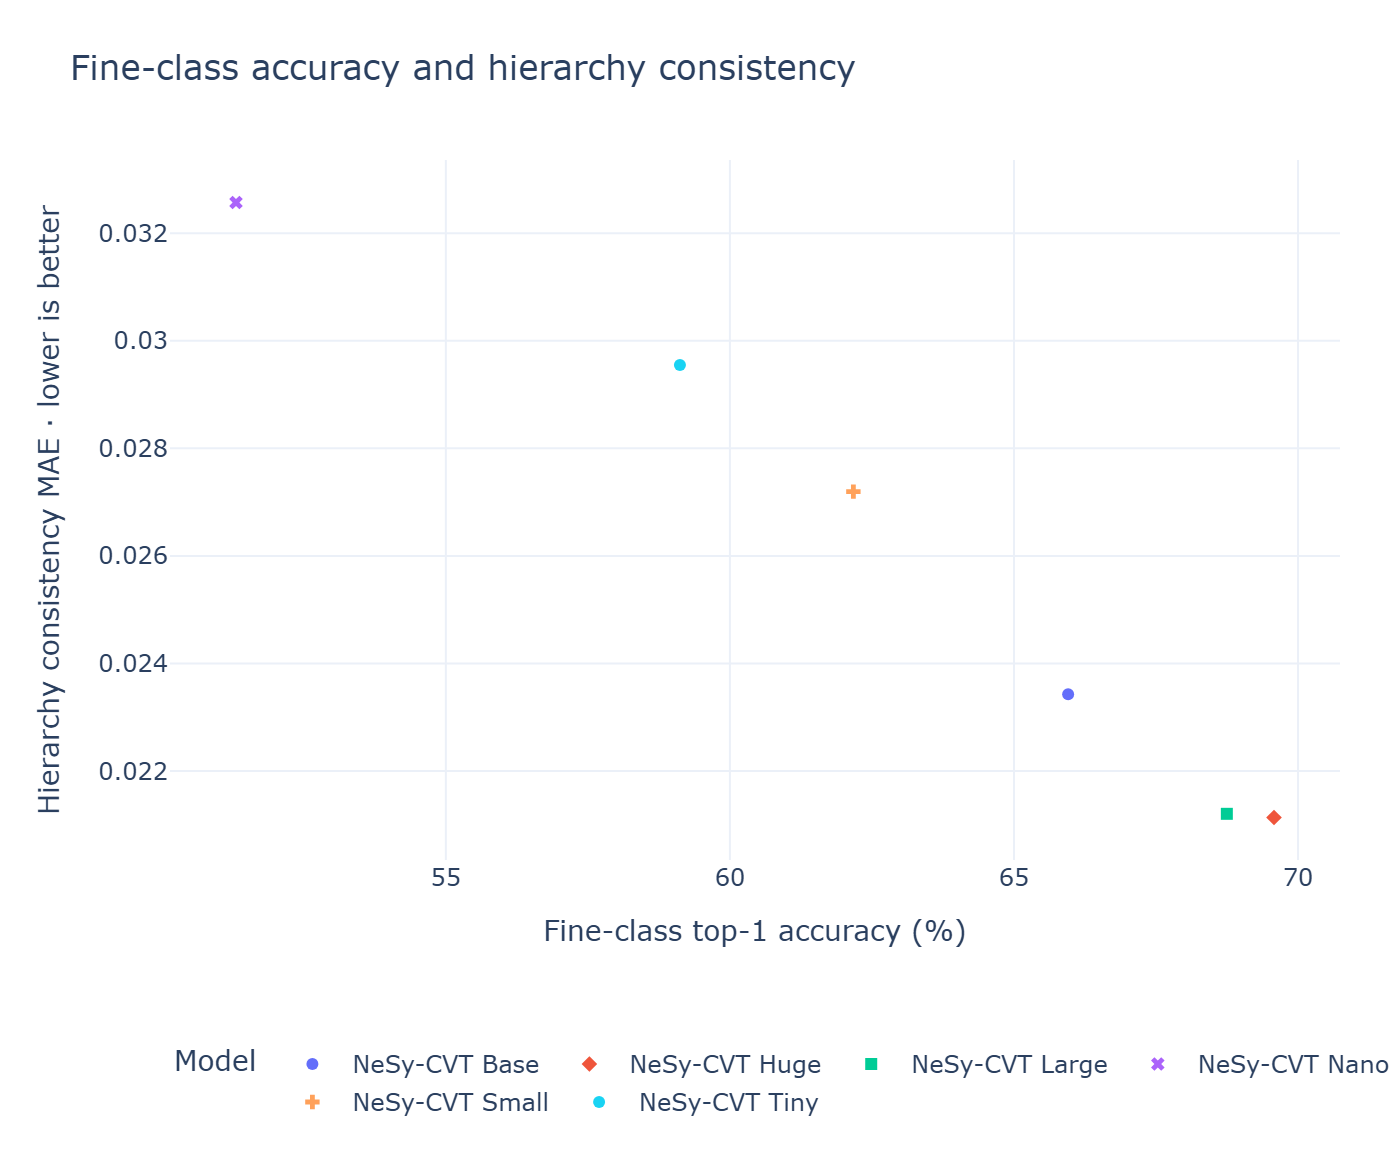 Fine-class accuracy and hierarchy consistency
Hierarchy consistency MAE · lower is better
0.032
0.03
0.028
0.026
0.024
0.022
55 60 65 70
Fine-class top-1 accuracy (%)
Model NeSy-CVT Base NeSy-CVT Huge NeSy-CVT Large NeSy-CVT Nano
NeSy-CVT Small NeSy-CVT Tiny